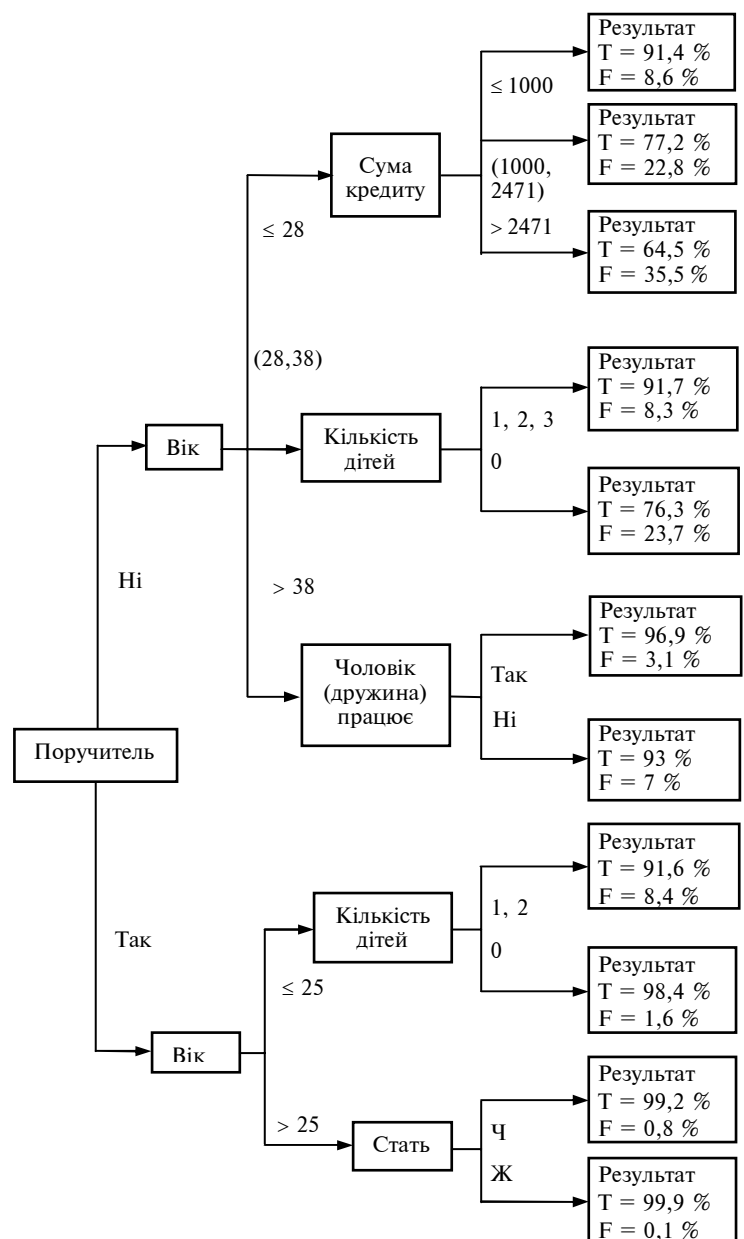 Результат
T = 91,4 %
F = 8,6 %
≤ 1000
Результат
T = 77,2 %
F = 22,8 %
Сума
кредиту
(1000,
2471)
> 2471
≤ 28
Результат
T = 64,5 %
F = 35,5 %
(28,38)
Результат
T = 91,7 %
F = 8,3 %
Вік
Кількість
дітей
1, 2, 3
0
Результат
T = 76,3 %
F = 23,7 %
Ні
> 38
Результат
T = 96,9 %
F = 3,1 %
Чоловік
(дружина)
працює
Так
Ні
Поручитель
Результат
T = 93 %
F = 7 %
Результат
T = 91,6 %
F = 8,4 %
Кількість
дітей
1, 2
0
Так
≤ 25
Результат
T = 98,4 %
F = 1,6 %
Вік
Результат
T = 99,2 %
F = 0,8 %
> 25
Стать
Ч
Ж
Результат
T = 99,9 %
F = 0,1 %